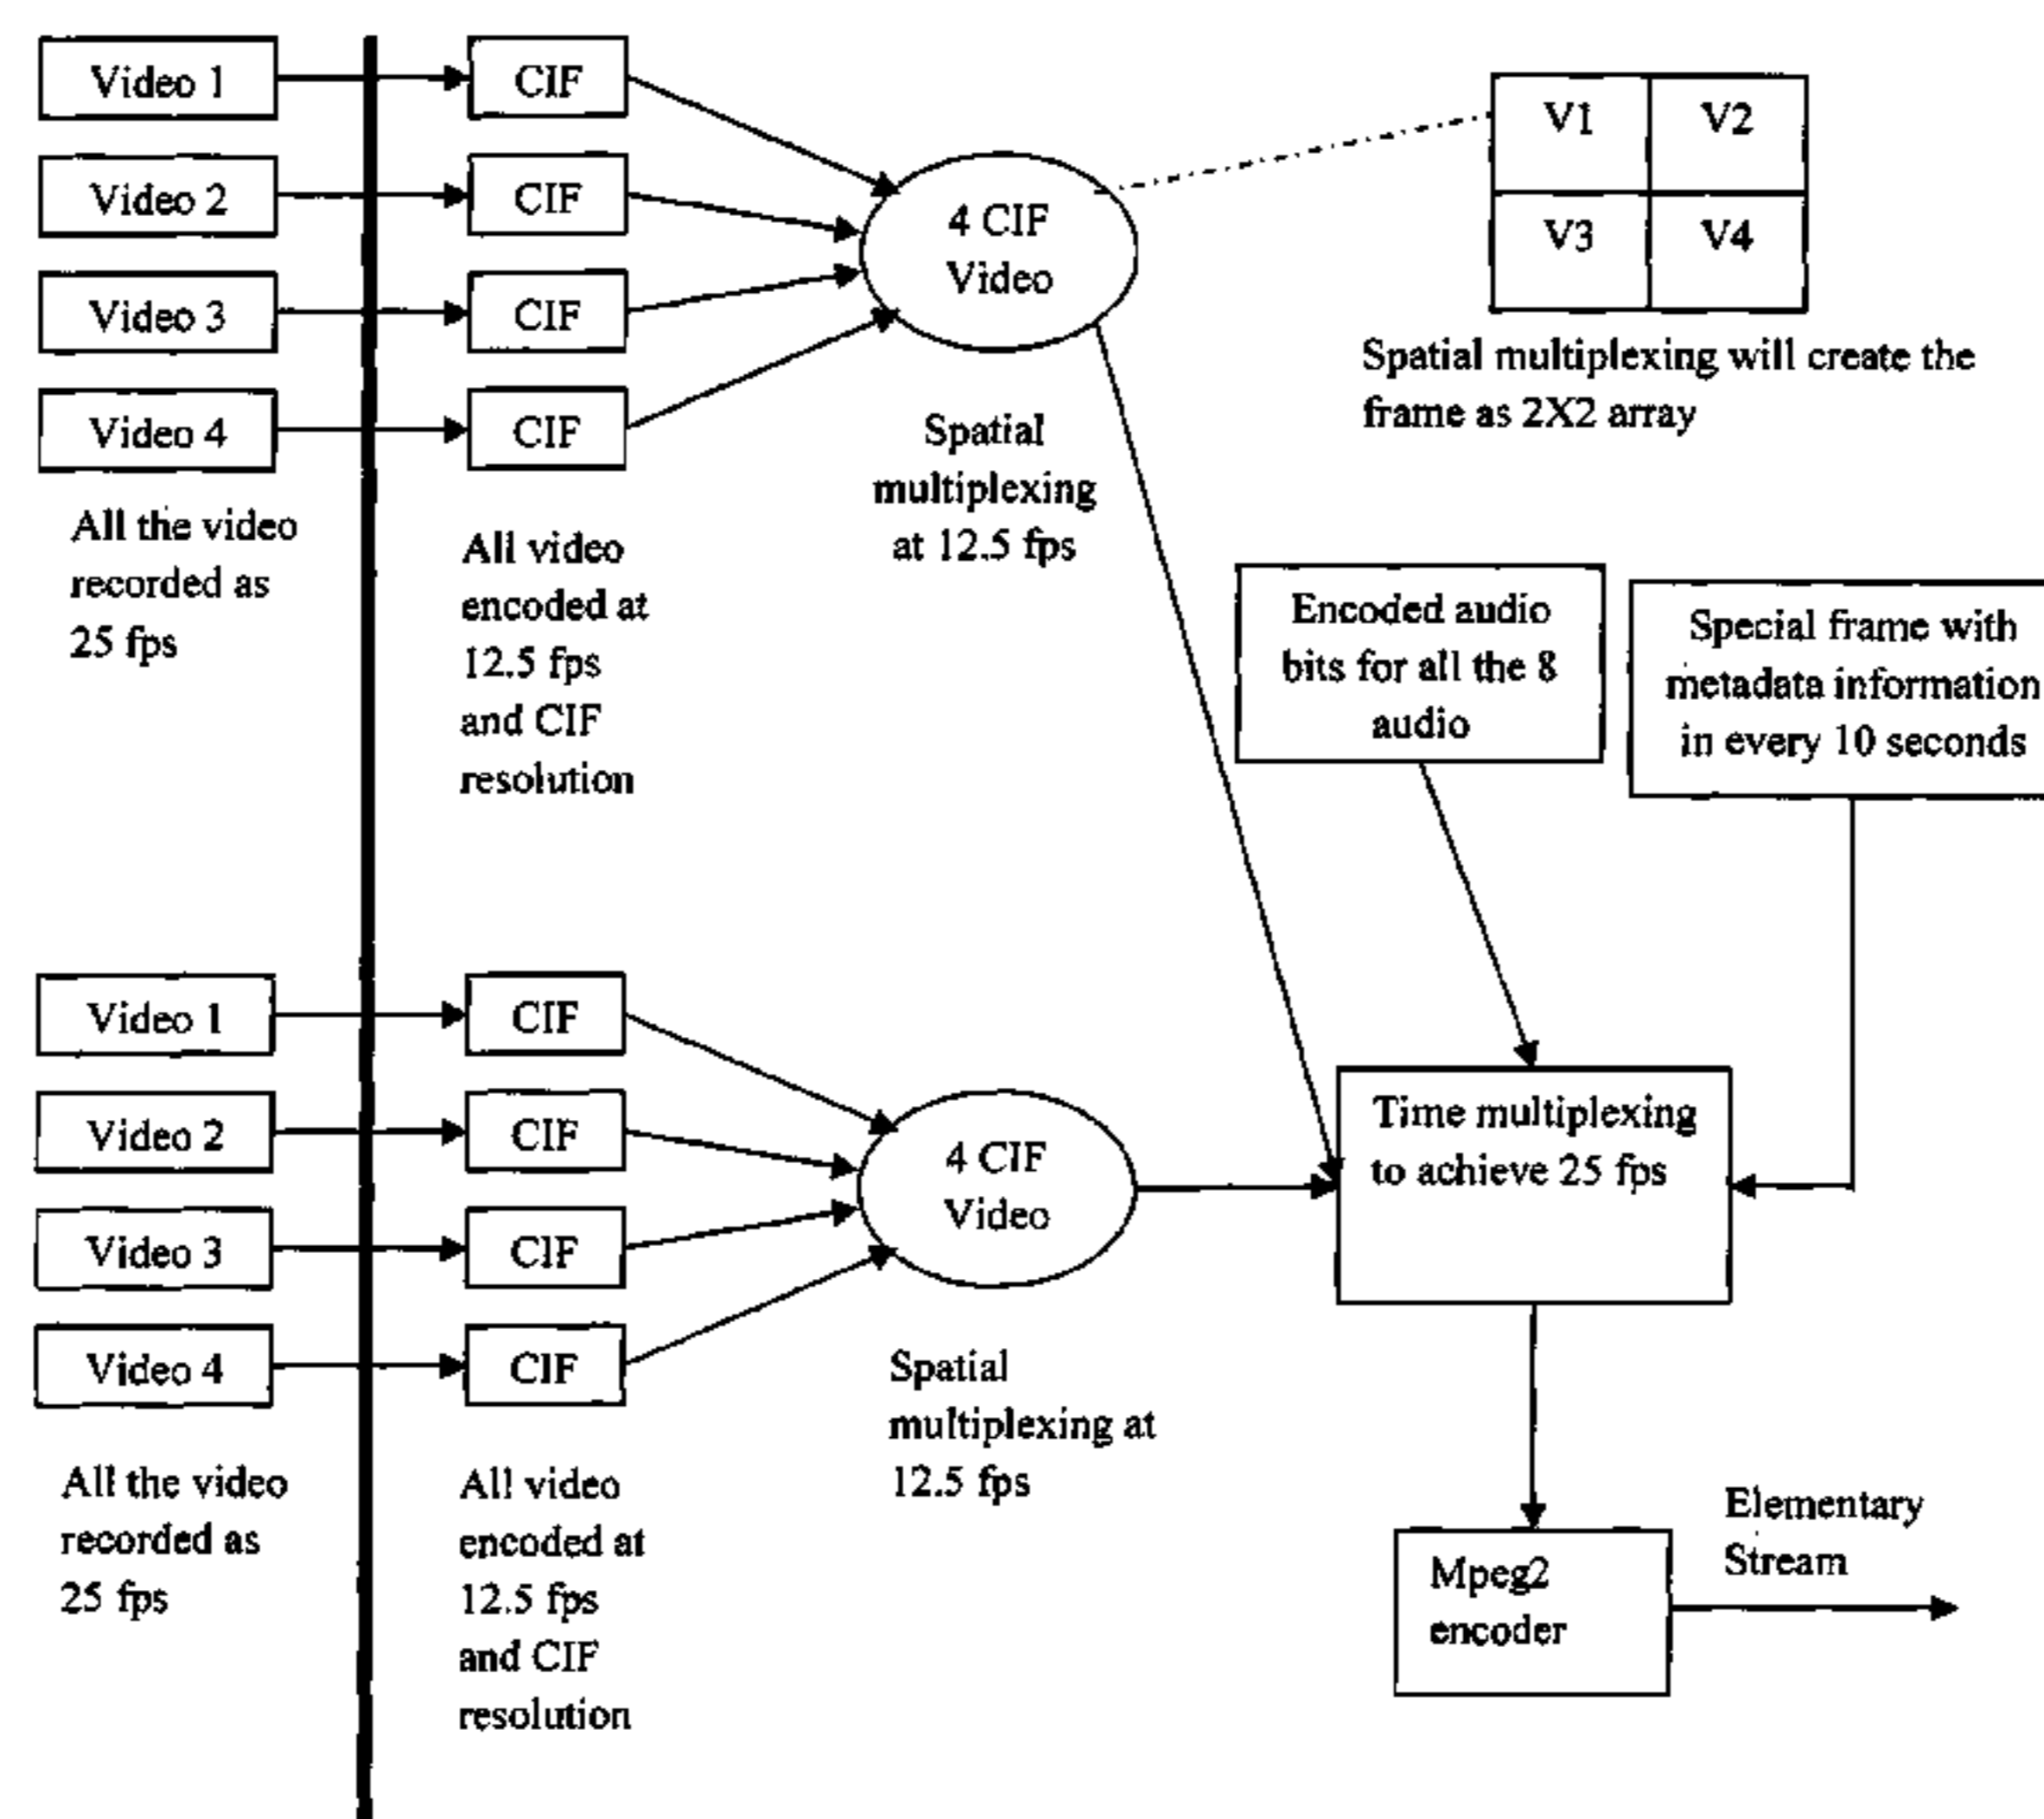 Video 1
CIF
Video 2
CIF
Video 3
CIF
Video 4
CIF
4 CIF
Video
V1 V2
V3 V4
Spatial multiplexing will create the
frame as 2X2 array
All the video
recorded as
25 fps
All video
encoded at
12.5 fps
and CIF
resolution
Spatial
multiplexing
at 12.5 fps
Encoded audio
bits for all the 8
audio
Special frame with
metadata information
in every 10 seconds
Video 1
CIF
Video 2
CIF
Video 3
CIF
Video 4
CIF
4 CIF
Video
Time multiplexing
to achieve 25 fps
All the video
recorded as
25 fps
All video
encoded at
12.5 fps
and CIF
resolution
Spatial
multiplexing at
12.5 fps
Mpeg2
encoder
Elementary
Stream